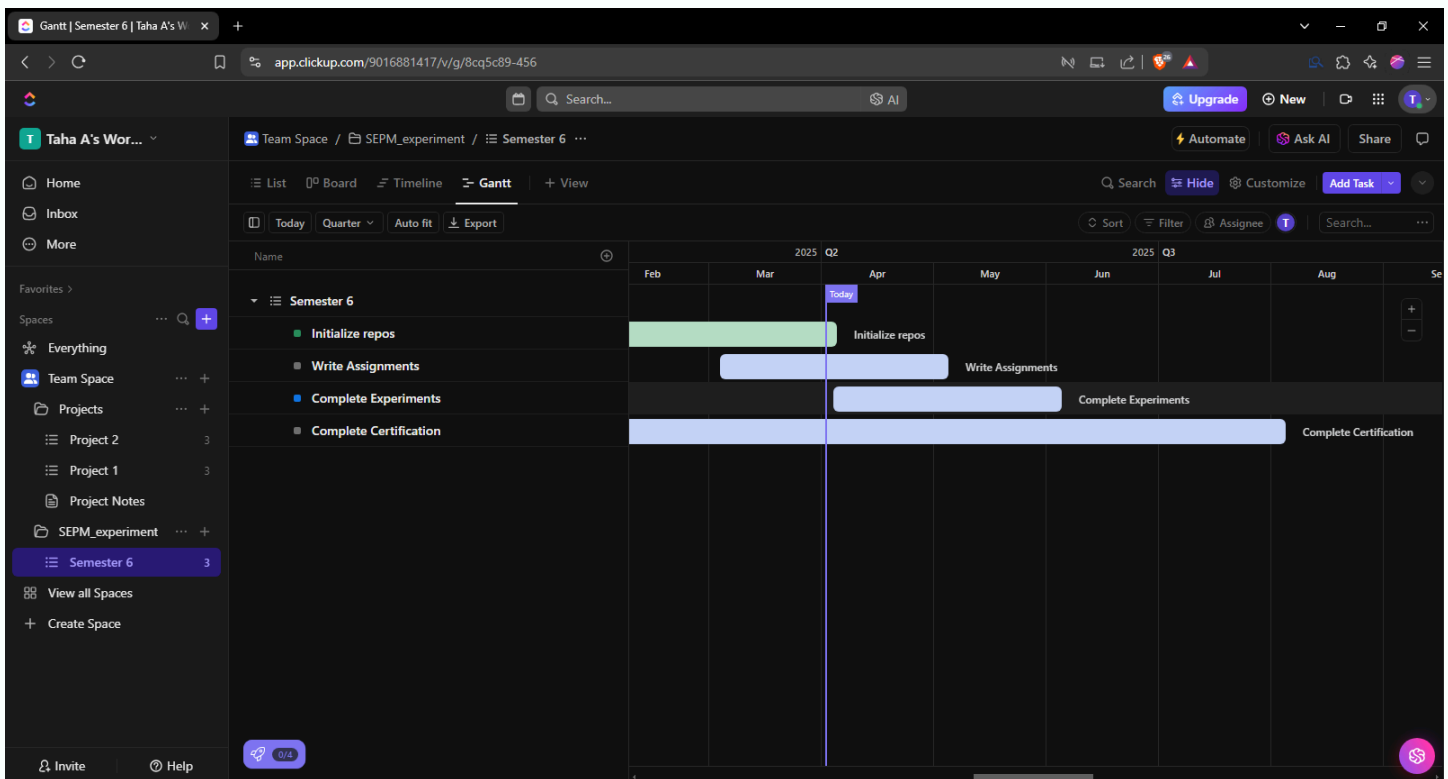 Gantt | Semester 6 | Taha A's W
app.clickup.com/9016881417/v/g/8cq5c89-456
26
Search...
AI
Upgrade
New
T
T Taha A's Wor...
Team Space / SEPM_experiment / Semester 6 ...
Automate
Ask AI
Share
Home
Inbox
More
List
Board
Timeline
Gantt
+ View
Search
Hide
Customize
Add Task
Today
Quarter
Auto fit
Export
Sort
Filter
Assignee
T
Search...
Name
2025 Q2
2025 Q3
Feb Mar Apr May Jun Jul Aug Se
Today
Favorites >
Spaces
Everything
Team Space
Projects
Project 2 3
Project 1 3
Project Notes
SEPM_experiment
Semester 6 3
View all Spaces
+ Create Space
Semester 6
Initialize repos
Initialize repos
Write Assignments
Write Assignments
Complete Experiments
Complete Experiments
Complete Certification
Complete Certification
0/4
Invite
Help